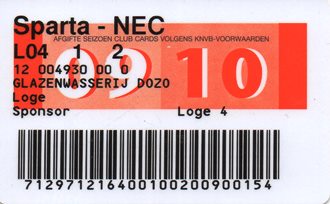 Sparta - NEC
AFGIFTE SEIZOEN CLUB CARDS VOLGENS KNVB-VOORWAARDEN
L04 1 2
09 10
12 004930 00 0
GLAZENWASSERIJ DOZO
Loge
Sponsor Loge 4
712971216400100200900154